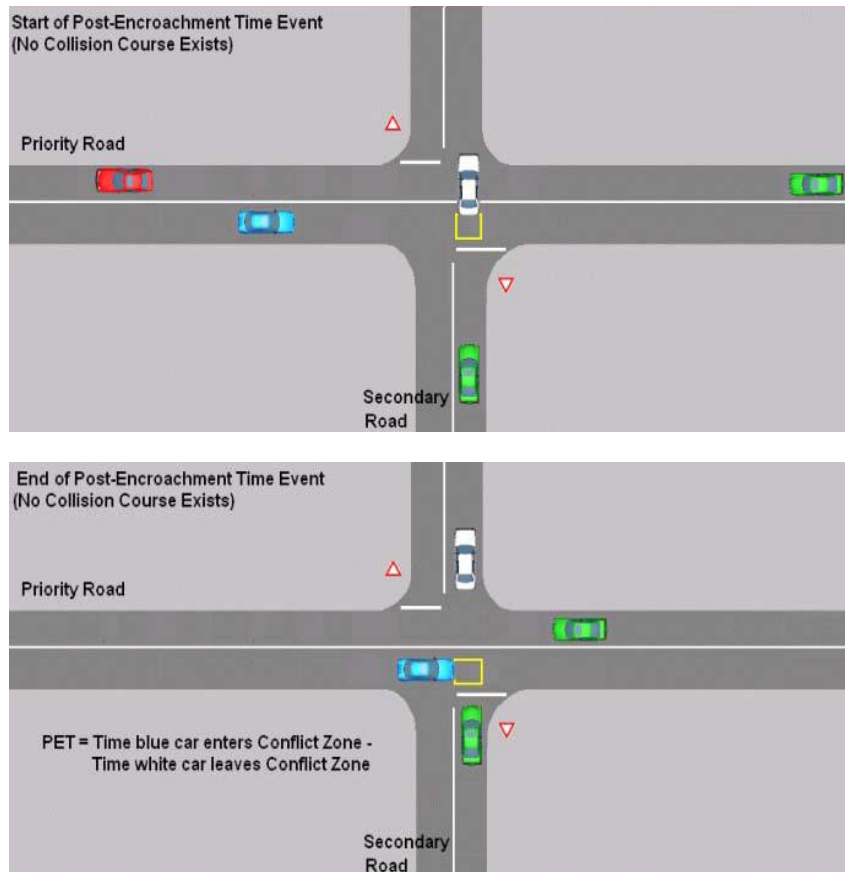 Start of Post-Encroachment Time Event
(No Collision Course Exists)
Priority Road
Secondary
Road
End of Post-Encroachment Time Event
(No Collision Course Exists)
Priority Road
PET = Time blue car enters Conflict Zone -
Time white car leaves Conflict Zone
Secondary
Road